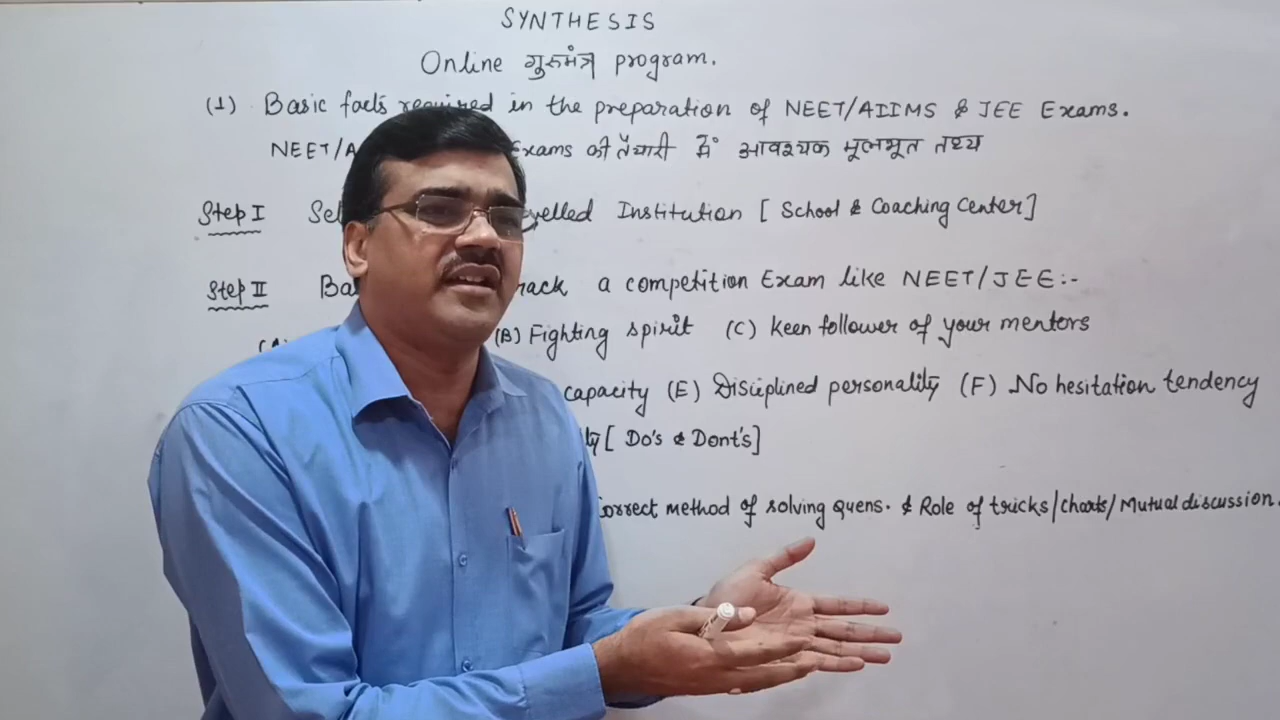 SYNTHESIS
Online गुरुमंत्र program.
(1) Basic facts required in the preparation of NEET/AIIMS & JEE Exams.
NEET/A Exams की तैयारी में आवश्यक मूलभूत तथ्य
Step I Sel velled Institution [School & Coaching Center]
Step II Ba rack a competition Exam like NEET/JEE:-
(B) Fighting spirit (C) Keen follower of your mentors
capacity (E) Disciplined personality (F) No hesitation tendency
[Do's & Dont's]
Correct method of solving quens. & Role of tricks/Charts/Mutual discussion.